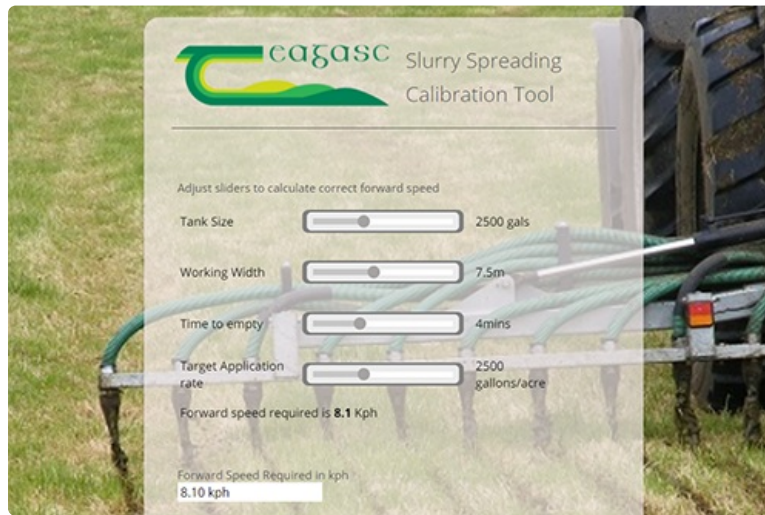 Teagasc
Slurry Spreading
Calibration Tool
Adjust sliders to calculate correct forward speed
Tank Size 2500 gals
Working Width 7.5m
Time to empty 4mins
Target Application
rate
2500
gallons/acre
Forward speed required is 8.1 Kph
Forward Speed Required in kph
8.10 kph